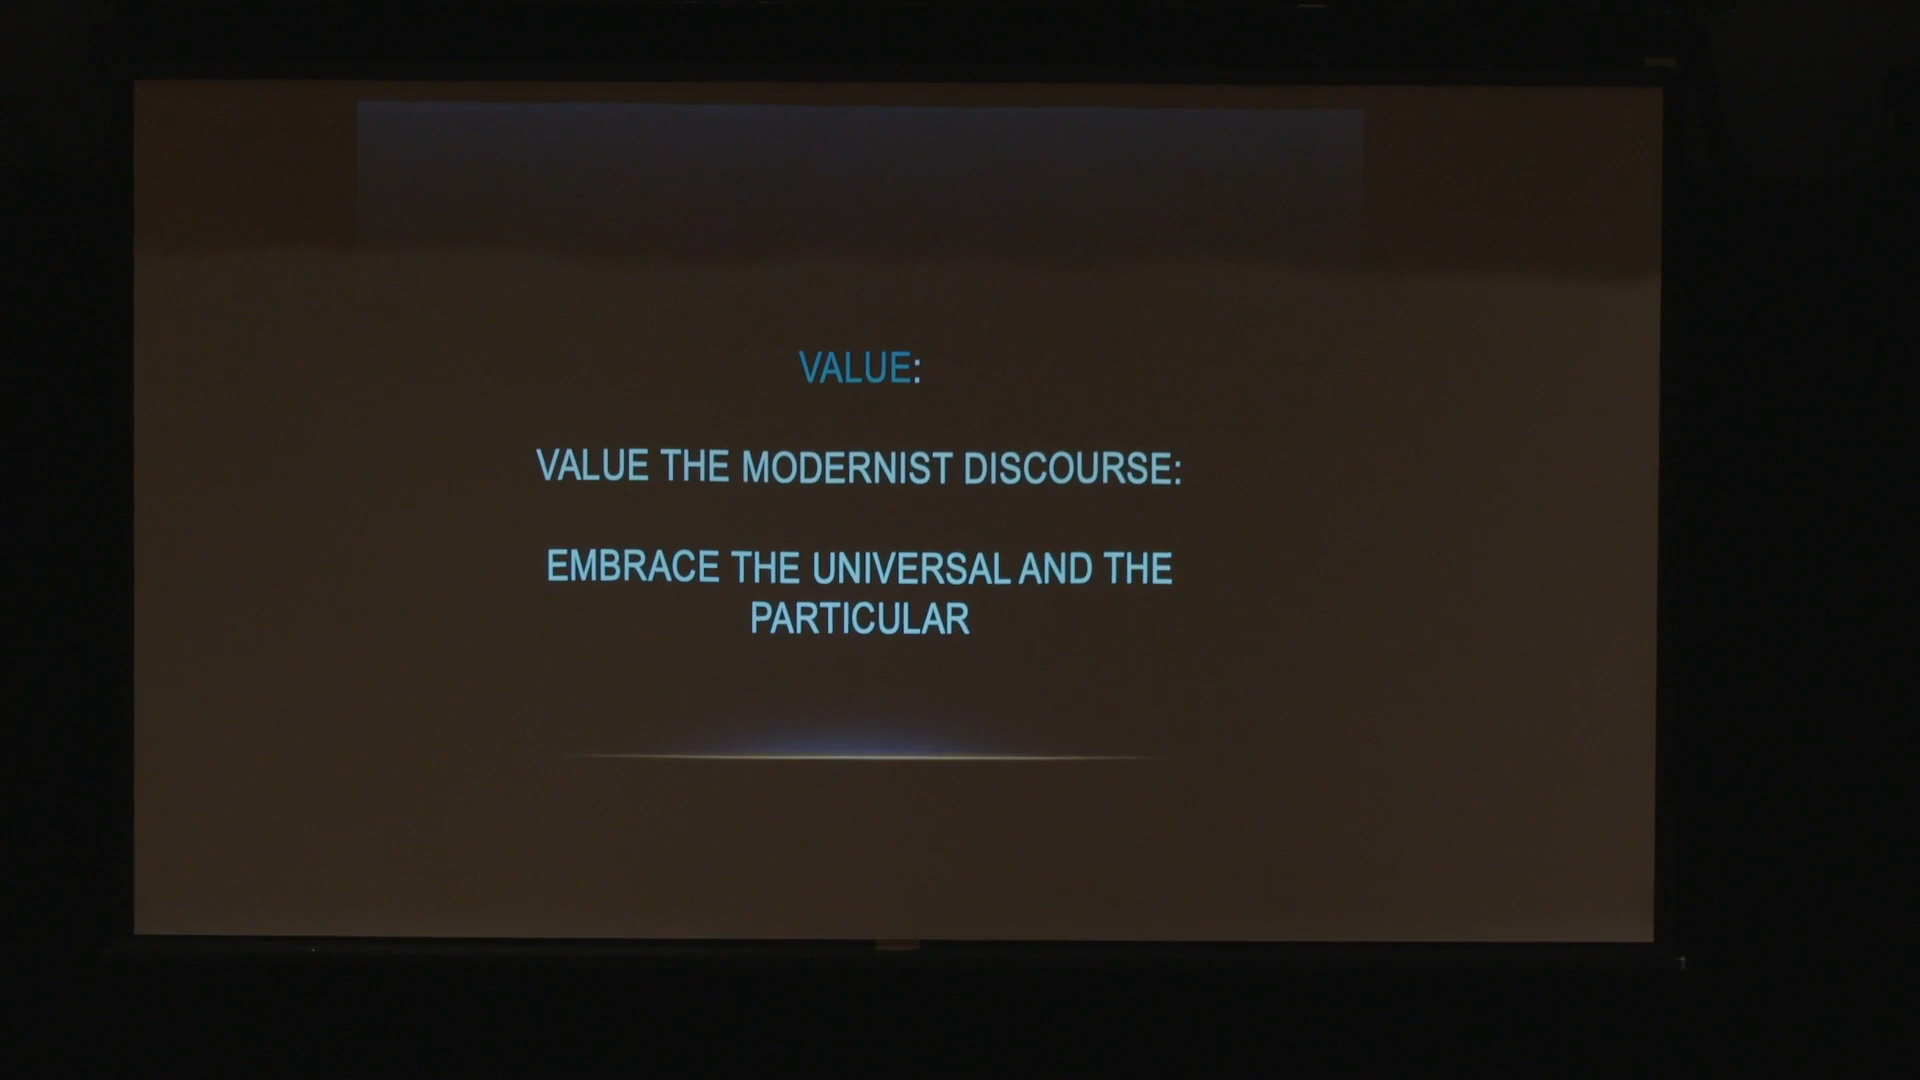 VALUE:
VALUE THE MODERNIST DISCOURSE:
EMBRACE THE UNIVERSAL AND THE
PARTICULAR